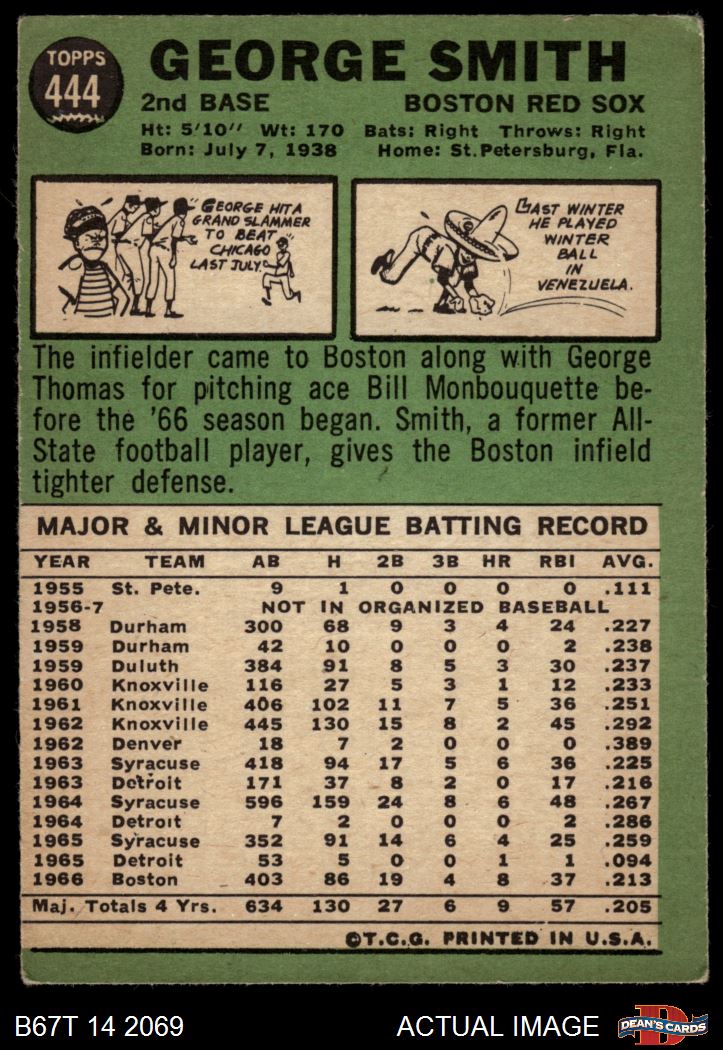 TOPPS
444
GEORGE SMITH
2nd BASE BOSTON RED SOX
Ht: 5'10" Wt: 170 Bats: Right Throws: Right
Born: July 7, 1938 Home: St. Petersburg, Fla.
GEORGE HIT A
GRAND SLAMMER
TO BEAT
CHICAGO
LAST JULY.
LAST WINTER
HE PLAYED
WINTER
BALL
IN
VENEZUELA.
The infielder came to Boston along with George
Thomas for pitching ace Bill Monbouquette be-
fore the '66 season began. Smith, a former All-
State football player, gives the Boston infield
tighter defense.
MAJOR & MINOR LEAGUE BATTING RECORD
YEAR TEAM AB H 2B 3B HR RBI AVG.
1955 St. Pete. 9 1 0 0 0 0 .111
1956-7 NOT IN ORGANIZED BASEBALL
1958 Durham 300 68 9 3 4 24 .227
1959 Durham 42 10 0 0 0 2 .238
1959 Duluth 384 91 8 5 3 30 .237
1960 Knoxville 116 27 5 3 1 12 .233
1961 Knoxville 406 102 11 7 5 36 .251
1962 Knoxville 445 130 15 8 2 45 .292
1962 Denver 18 7 2 0 0 0 .389
1963 Syracuse 418 94 17 5 6 36 .225
1963 Detroit 171 37 8 2 0 17 .216
1964 Syracuse 596 159 24 8 6 48 .267
1964 Detroit 7 2 0 0 0 2 .286
1965 Syracuse 352 91 14 6 4 25 .259
1965 Detroit 53 5 0 0 1 1 .094
1966 Boston 403 86 19 4 8 37 .213
Maj. Totals 4 Yrs. 634 130 27 6 9 57 .205
©T.C.G. PRINTED IN U.S.A.
B67T 14 2069 ACTUAL IMAGE
D
DEAN'S CARDS